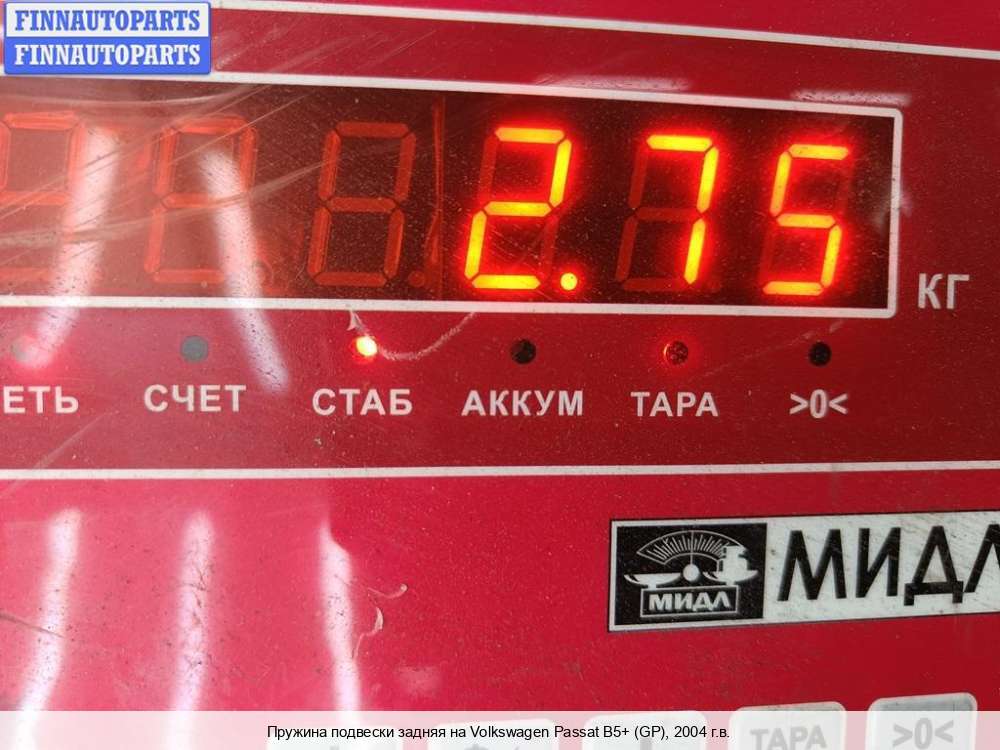 FINNAUTOPARTS
FINNAUTOPARTS
2.75
КГ
ЕТЬ СЧЕТ СТАБ АККУМ ТАРА >0<
МИДЛ МИДЛ
ТАРА >0<
Пружина подвески задняя на Volkswagen Passat B5+ (GP), 2004 г.в.